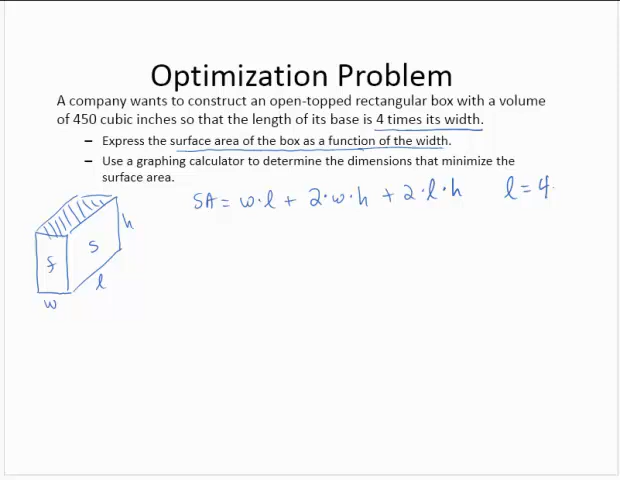 Optimization Problem
A company wants to construct an open-topped rectangular box with a volume
of 450 cubic inches so that the length of its base is 4 times its width.
– Express the surface area of the box as a function of the width.
– Use a graphing calculator to determine the dimensions that minimize the
surface area.
SA = w·l + 2·w·h + 2·l·h l = 4
h
s
f
l
w